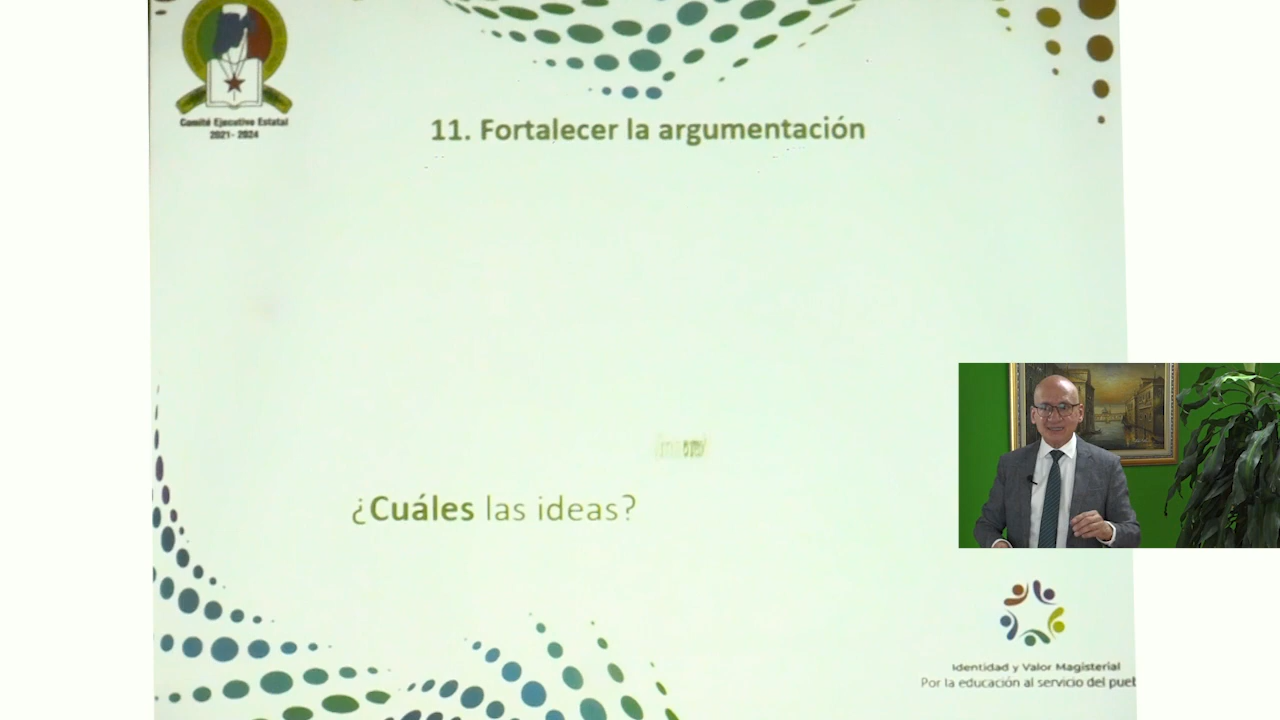 Comité Ejecutivo Estatal
2021- 2024
11. Fortalecer la argumentación
¿Cuáles las ideas?
Identidad y Valor Magisterial
Por la educación al servicio del puebl